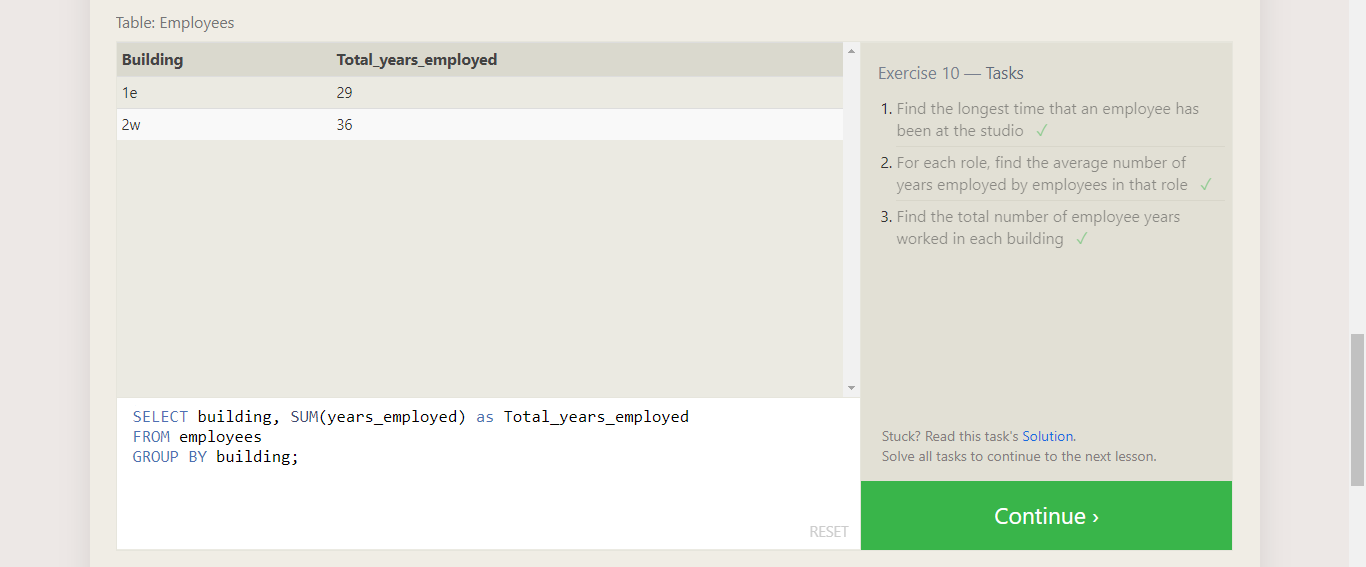 Table: Employees
Building Total_years_employed
1e 29
2w 36
SELECT building, SUM(years_employed) as Total_years_employed
FROM employees
GROUP BY building;
RESET
Exercise 10 — Tasks
1. Find the longest time that an employee has
been at the studio ✓
2. For each role, find the average number of
years employed by employees in that role ✓
3. Find the total number of employee years
worked in each building ✓
Stuck? Read this task's Solution.
Solve all tasks to continue to the next lesson.
Continue ›